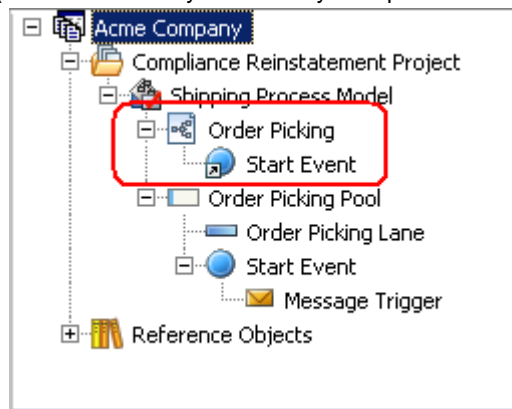 Acme Company
Compliance Reinstatement Project
Shipping Process Model
Order Picking
Start Event
Order Picking Pool
Order Picking Lane
Start Event
Message Trigger
Reference Objects